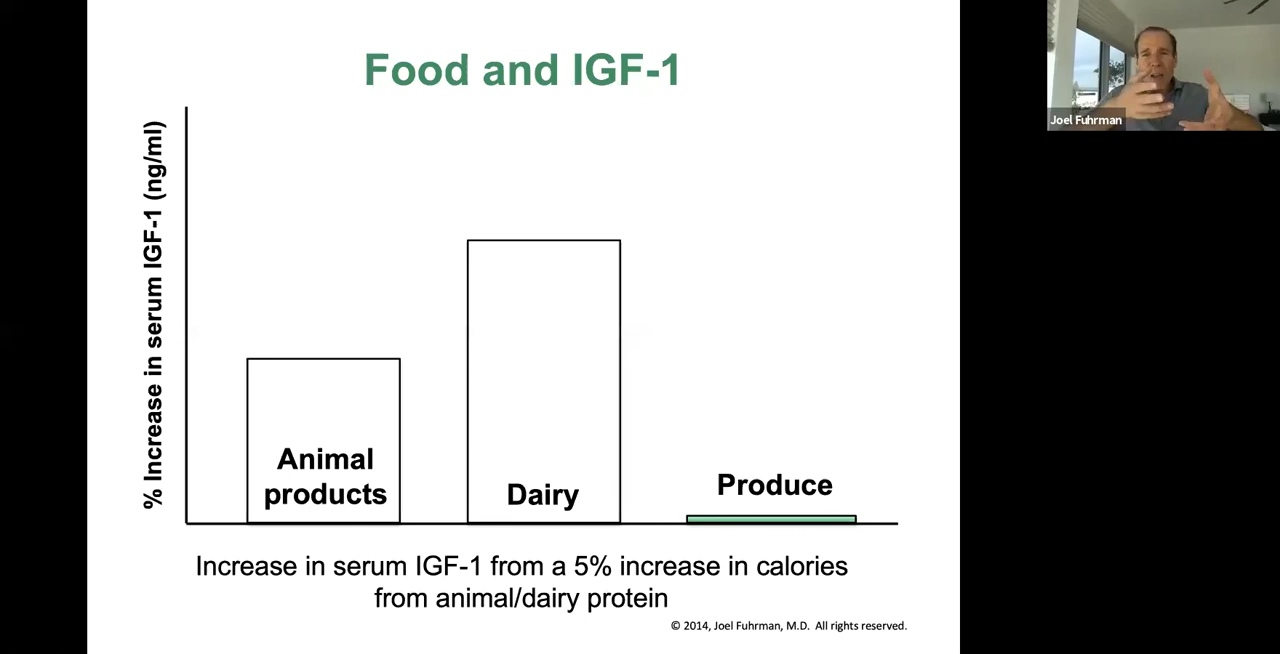 Food and IGF-1
Joel Fuhrman
% Increase in serum IGF-1 (ng/ml)
Animal
products
Dairy
Produce
Increase in serum IGF-1 from a 5% increase in calories
from animal/dairy protein
© 2014, Joel Fuhrman, M.D. All rights reserved.